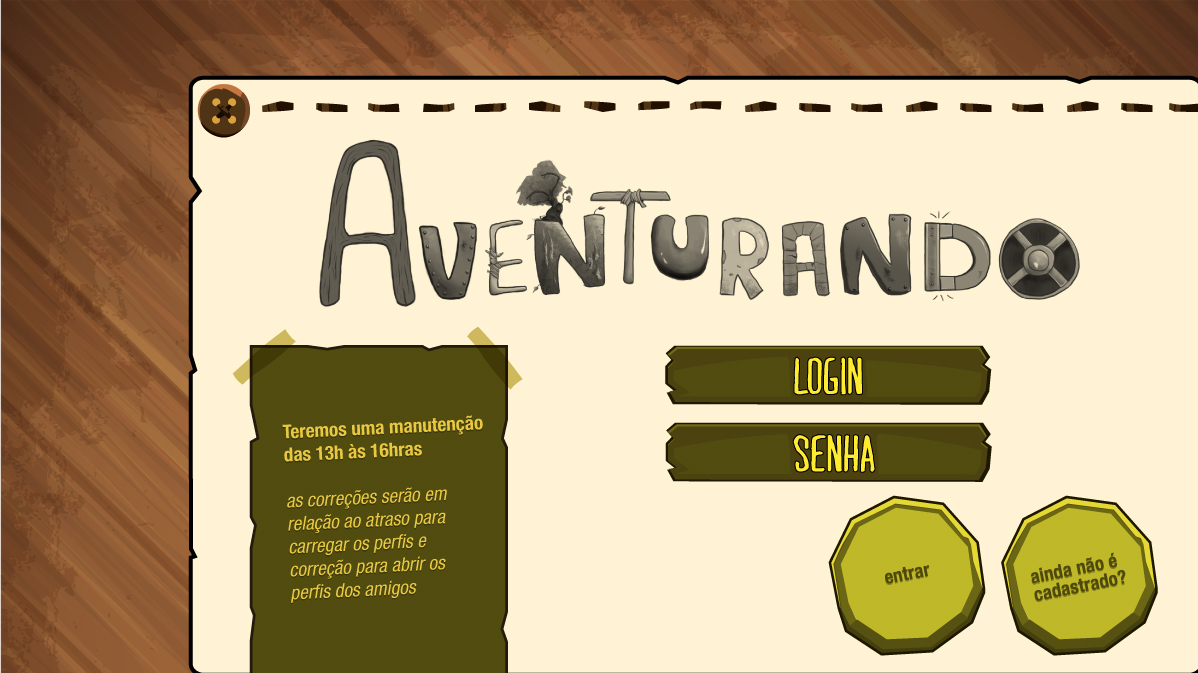 AVENTURANDO
Teremos uma manutenção
das 13h às 16hras
as correções serão em
relação ao atraso para
carregar os perfis e
correção para abrir os
perfis dos amigos
LOGIN
SENHA
entrar
ainda não é
cadastrado?